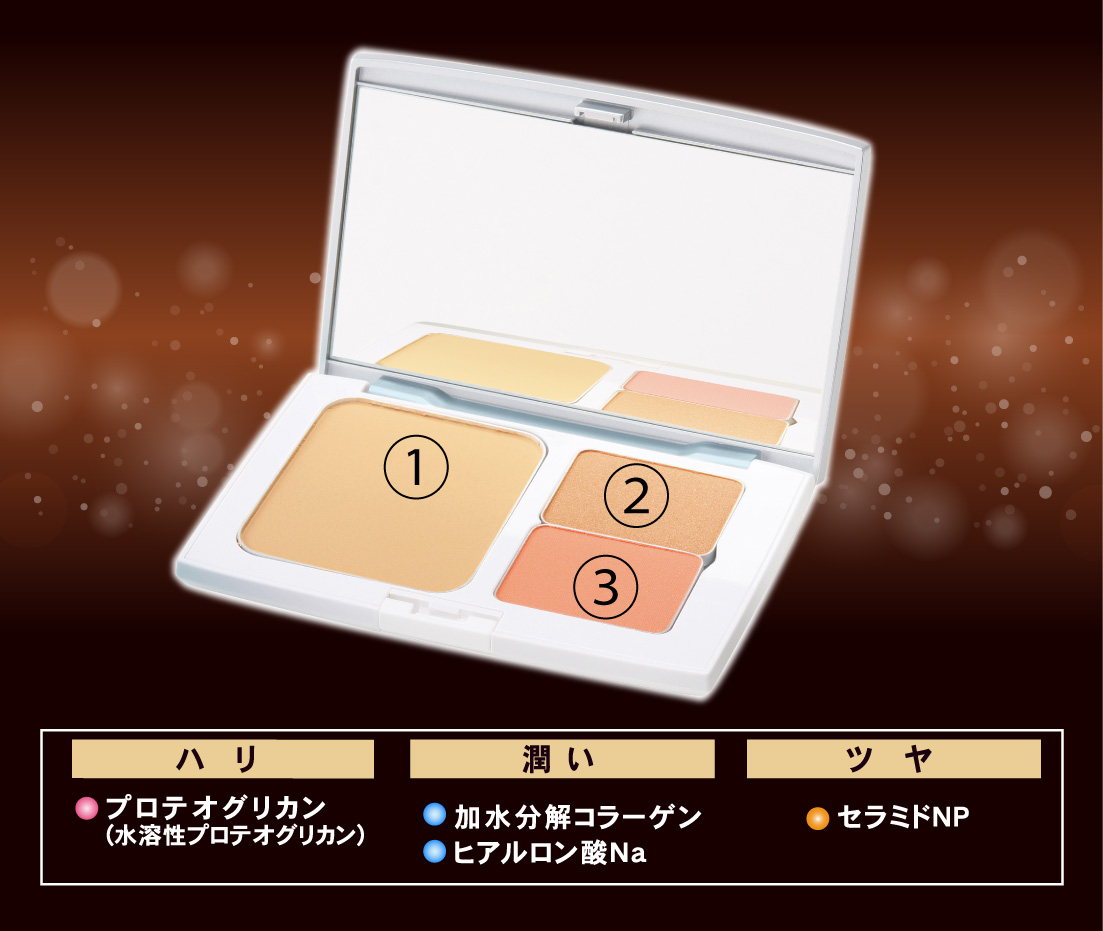 ①
②
③
ハリ
プロテオグリカン
(水溶性プロテオグリカン)
潤い
加水分解コラーゲン
ヒアルロン酸Na
ツヤ
セラミドNP